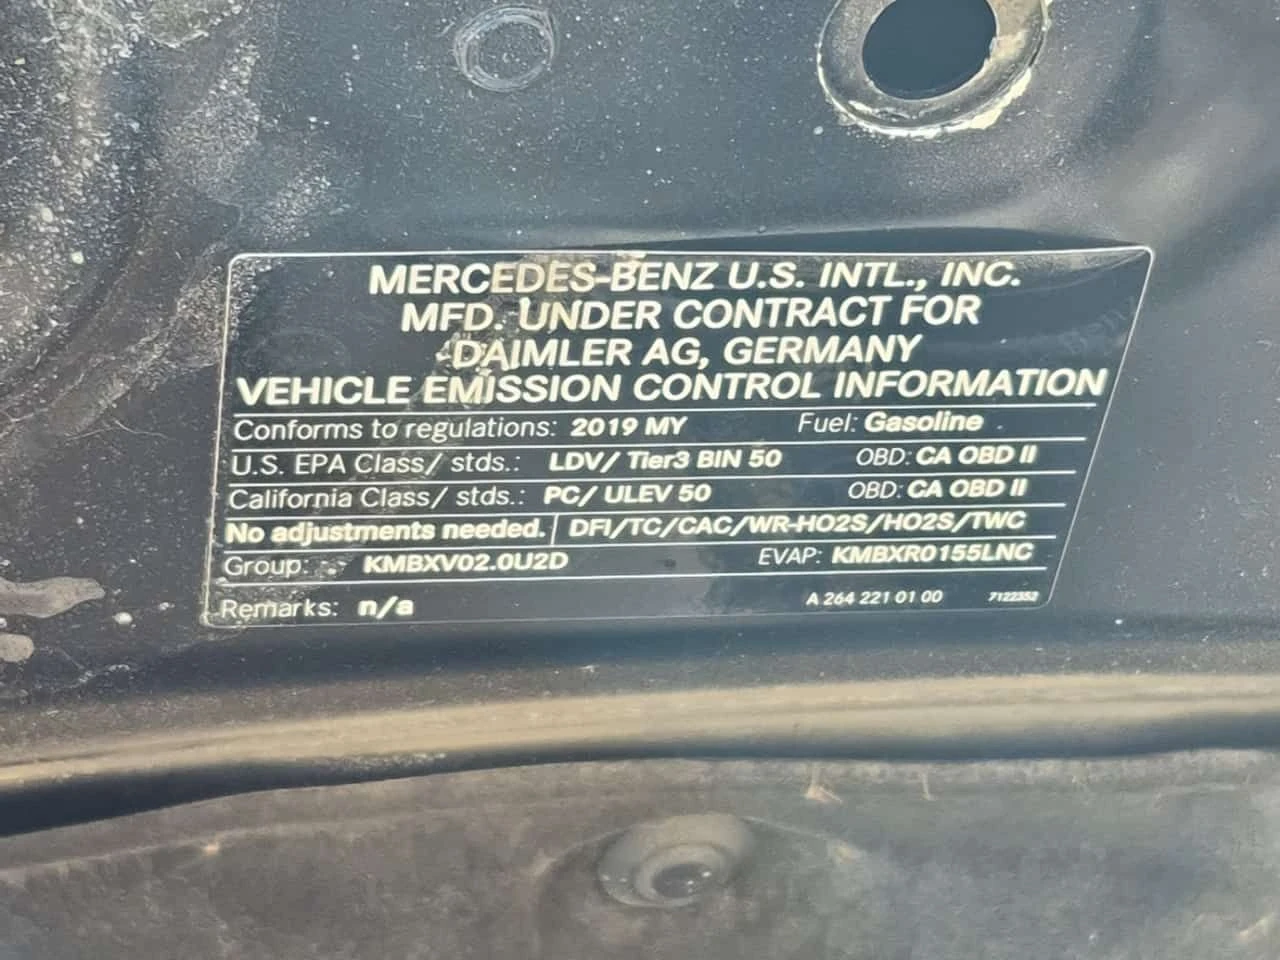 MERCEDES-BENZ U.S. INTL., INC.
MFD. UNDER CONTRACT FOR
DAIMLER AG, GERMANY
VEHICLE EMISSION CONTROL INFORMATION
Conforms to regulations: 2019 MY Fuel: Gasoline
U.S. EPA Class/ stds.: LDV/ Tier3 BIN 50 OBD: CA OBD II
California Class/ stds.: PC/ ULEV 50 OBD: CA OBD II
No adjustments needed. DFI/TC/CAC/WR-HO2S/HO2S/TWC
Group: KMBXV02.0U2D EVAP: KMBXR0155LNC
Remarks: n/a A 264 221 01 00 7122352